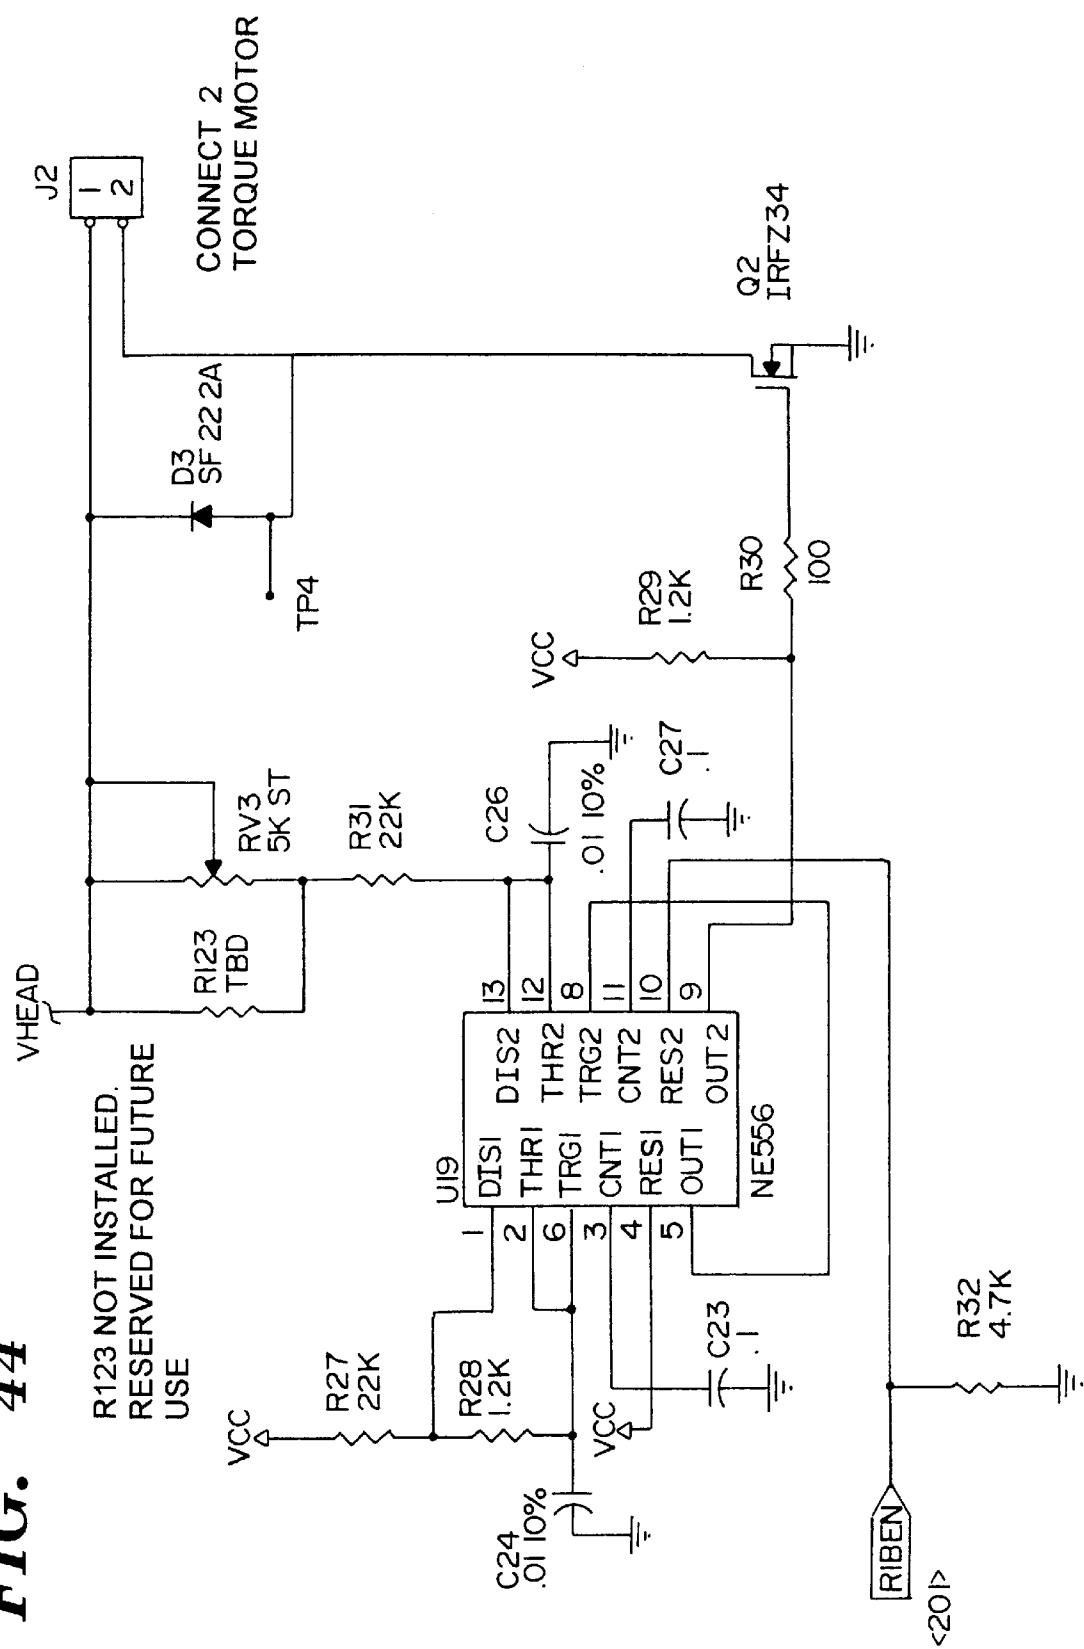 FIG. 44
R123 NOT INSTALLED.
RESERVED FOR FUTURE
USE
VHEAD
J2
1
2
CONNECT 2
TORQUE MOTOR
R123
TBD
RV3
5K ST
D3
SF 22 2A
TP4
R31
22K
VCC
R27
22K
R28
1.2K
C24
.01 10%
VCC
C23
.1
U19
1
2
6
3
4
5
DIS1
THR1
TRG1
CNT1
RES1
OUT1
DIS2
THR2
TRG2
CNT2
RES2
OUT2
13
12
8
11
10
9
NE556
C26
.01 10%
C27
.1
VCC
R29
1.2K
R30
100
Q2
IRFZ34
RIBEN
<201>
R32
4.7K